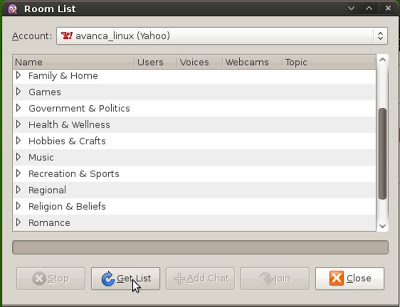 Room List
Account: avanca_linux (Yahoo)
Name Users Voices Webcams Topic
Family & Home
Games
Government & Politics
Health & Wellness
Hobbies & Crafts
Music
Recreation & Sports
Regional
Religion & Beliefs
Romance
Stop Get List Add Chat Join Close